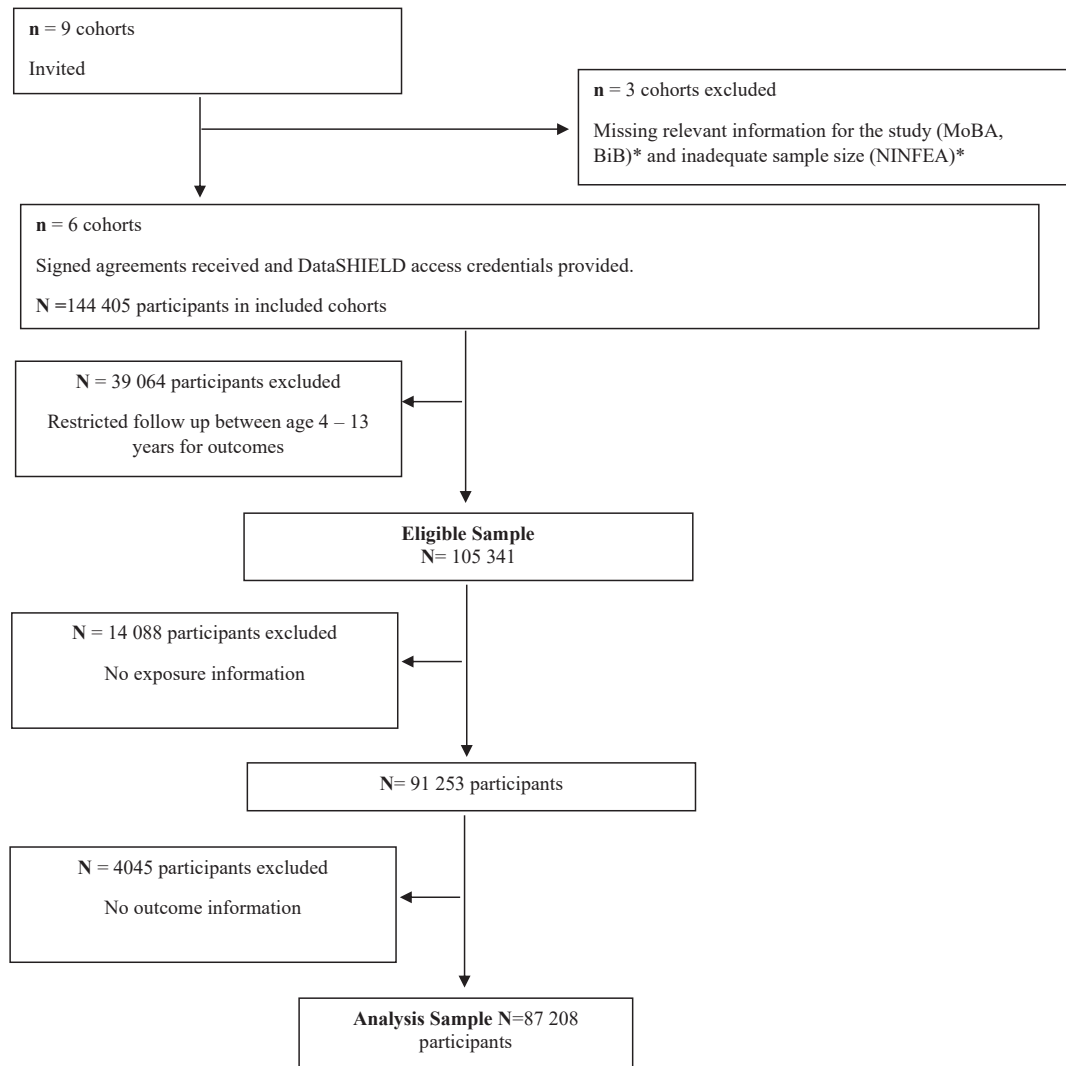 n = 9 cohorts
Invited
n = 3 cohorts excluded
Missing relevant information for the study (MoBA,
BiB)* and inadequate sample size (NINFEA)*
n = 6 cohorts
Signed agreements received and DataSHIELD access credentials provided.
N =144 405 participants in included cohorts
N = 39 064 participants excluded
Restricted follow up between age 4 – 13
years for outcomes
Eligible Sample
N= 105 341
N = 14 088 participants excluded
No exposure information
N= 91 253 participants
N = 4045 participants excluded
No outcome information
Analysis Sample N=87 208
participants